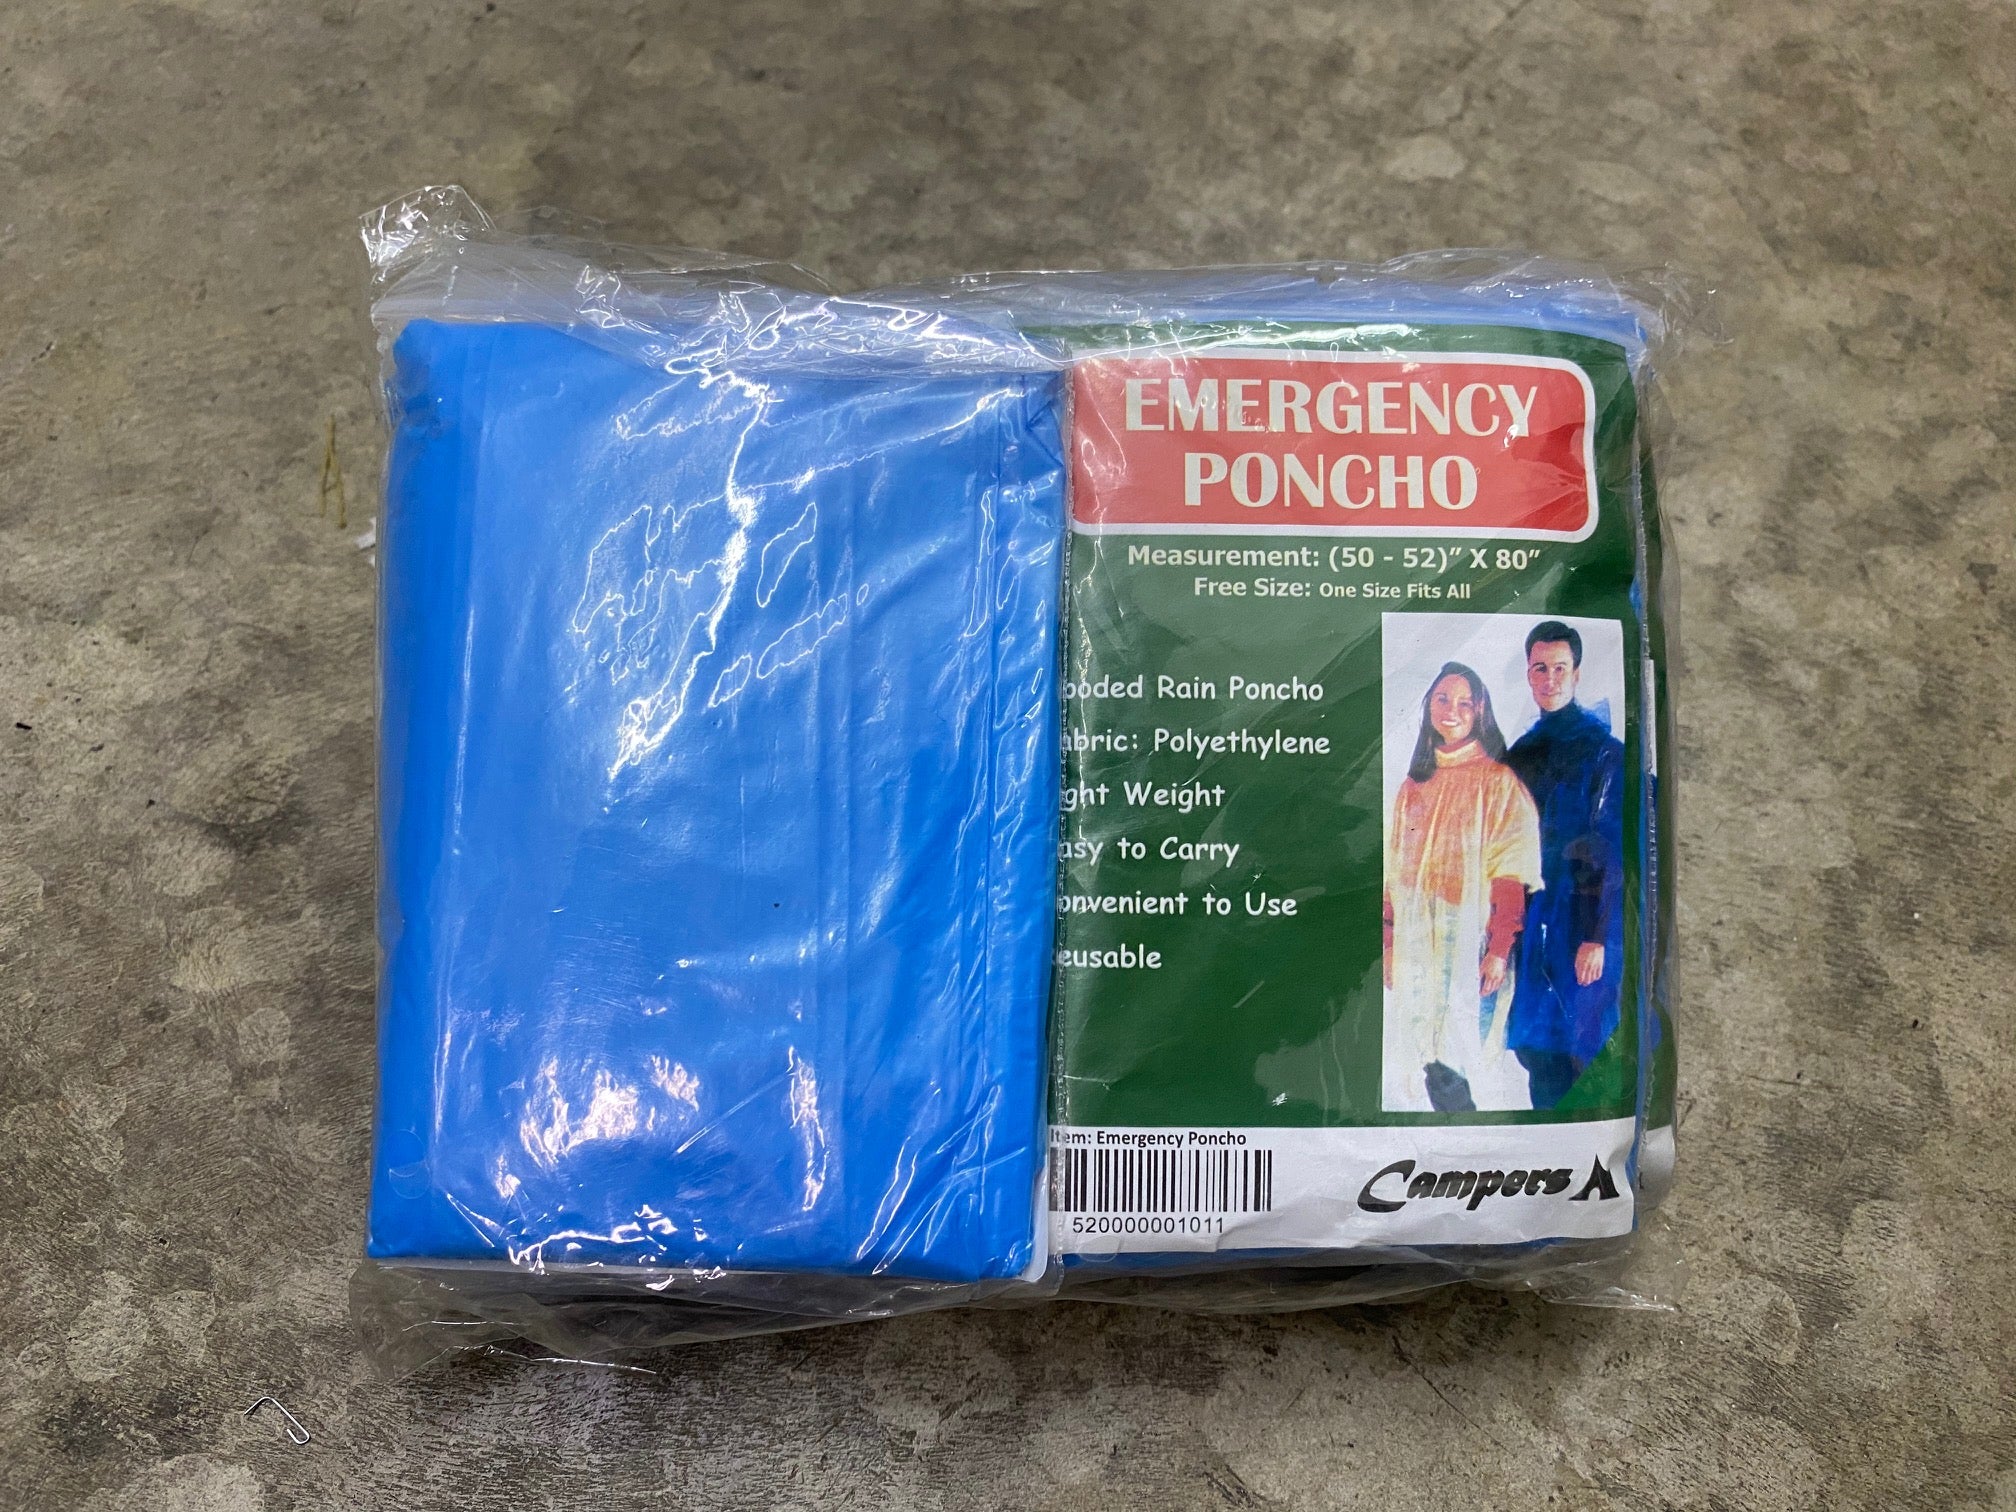 EMERGENCY
PONCHO
Measurement: (50 - 52)” X 80”
Free Size: One Size Fits All
ooded Rain Poncho
abric: Polyethylene
ght Weight
asy to Carry
onvenient to Use
eusable
Item: Emergency Poncho
520000001011
Campers